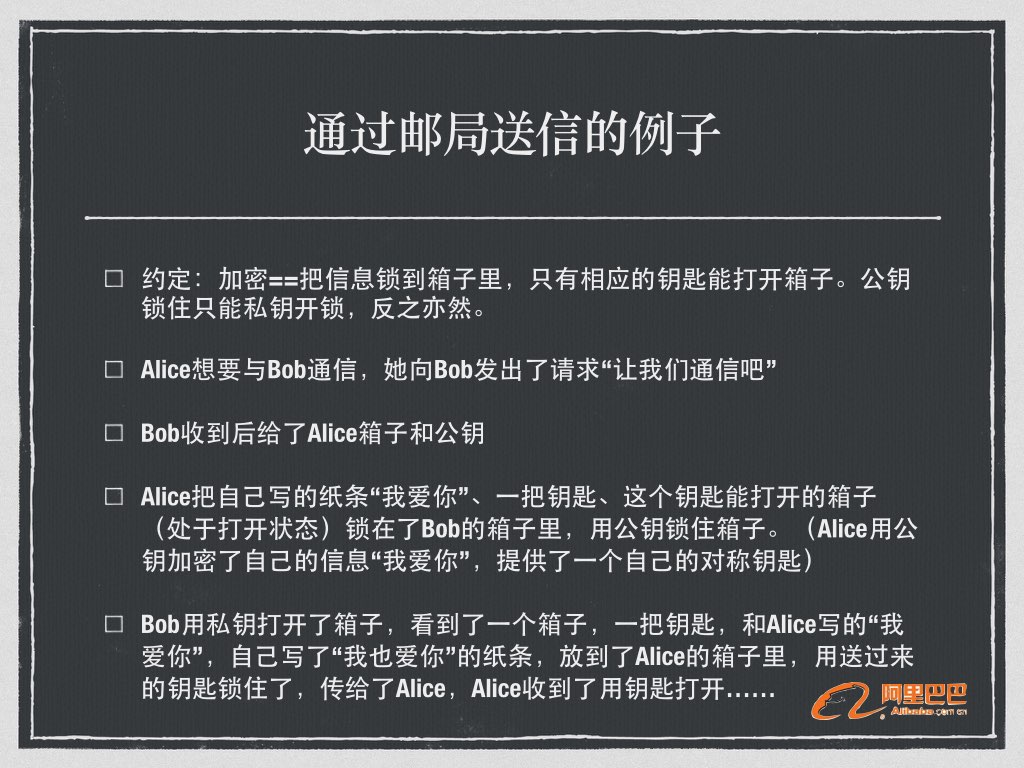 通过邮局送信的例子
约定：加密==把信息锁到箱子里，只有相应的钥匙能打开箱子。公钥
锁住只能私钥开锁，反之亦然。
Alice想要与Bob通信，她向Bob发出了请求“让我们通信吧”
Bob收到后给了Alice箱子和公钥
Alice把自己写的纸条“我爱你”、一把钥匙、这个钥匙能打开的箱子
（处于打开状态）锁在了Bob的箱子里，用公钥锁住箱子。（Alice用公
钥加密了自己的信息“我爱你”，提供了一个自己的对称钥匙）
Bob用私钥打开了箱子，看到了一个箱子，一把钥匙，和Alice写的“我
爱你”，自己写了“我也爱你”的纸条，放到了Alice的箱子里，用送过来
的钥匙锁住了，传给了Alice，Alice收到了用钥匙打开……
阿里巴巴
Alibaba.com.cn